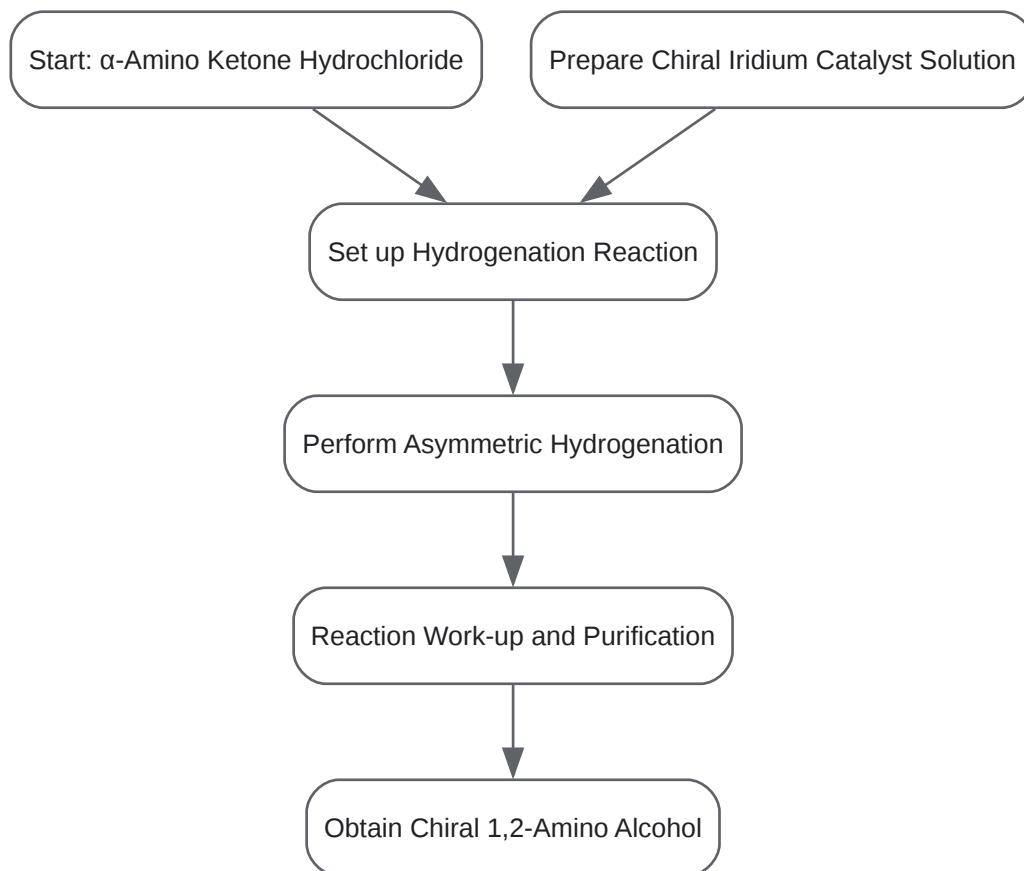 Start: α-Amino Ketone Hydrochloride
Prepare Chiral Iridium Catalyst Solution
Set up Hydrogenation Reaction
Perform Asymmetric Hydrogenation
Reaction Work-up and Purification
Obtain Chiral 1,2-Amino Alcohol